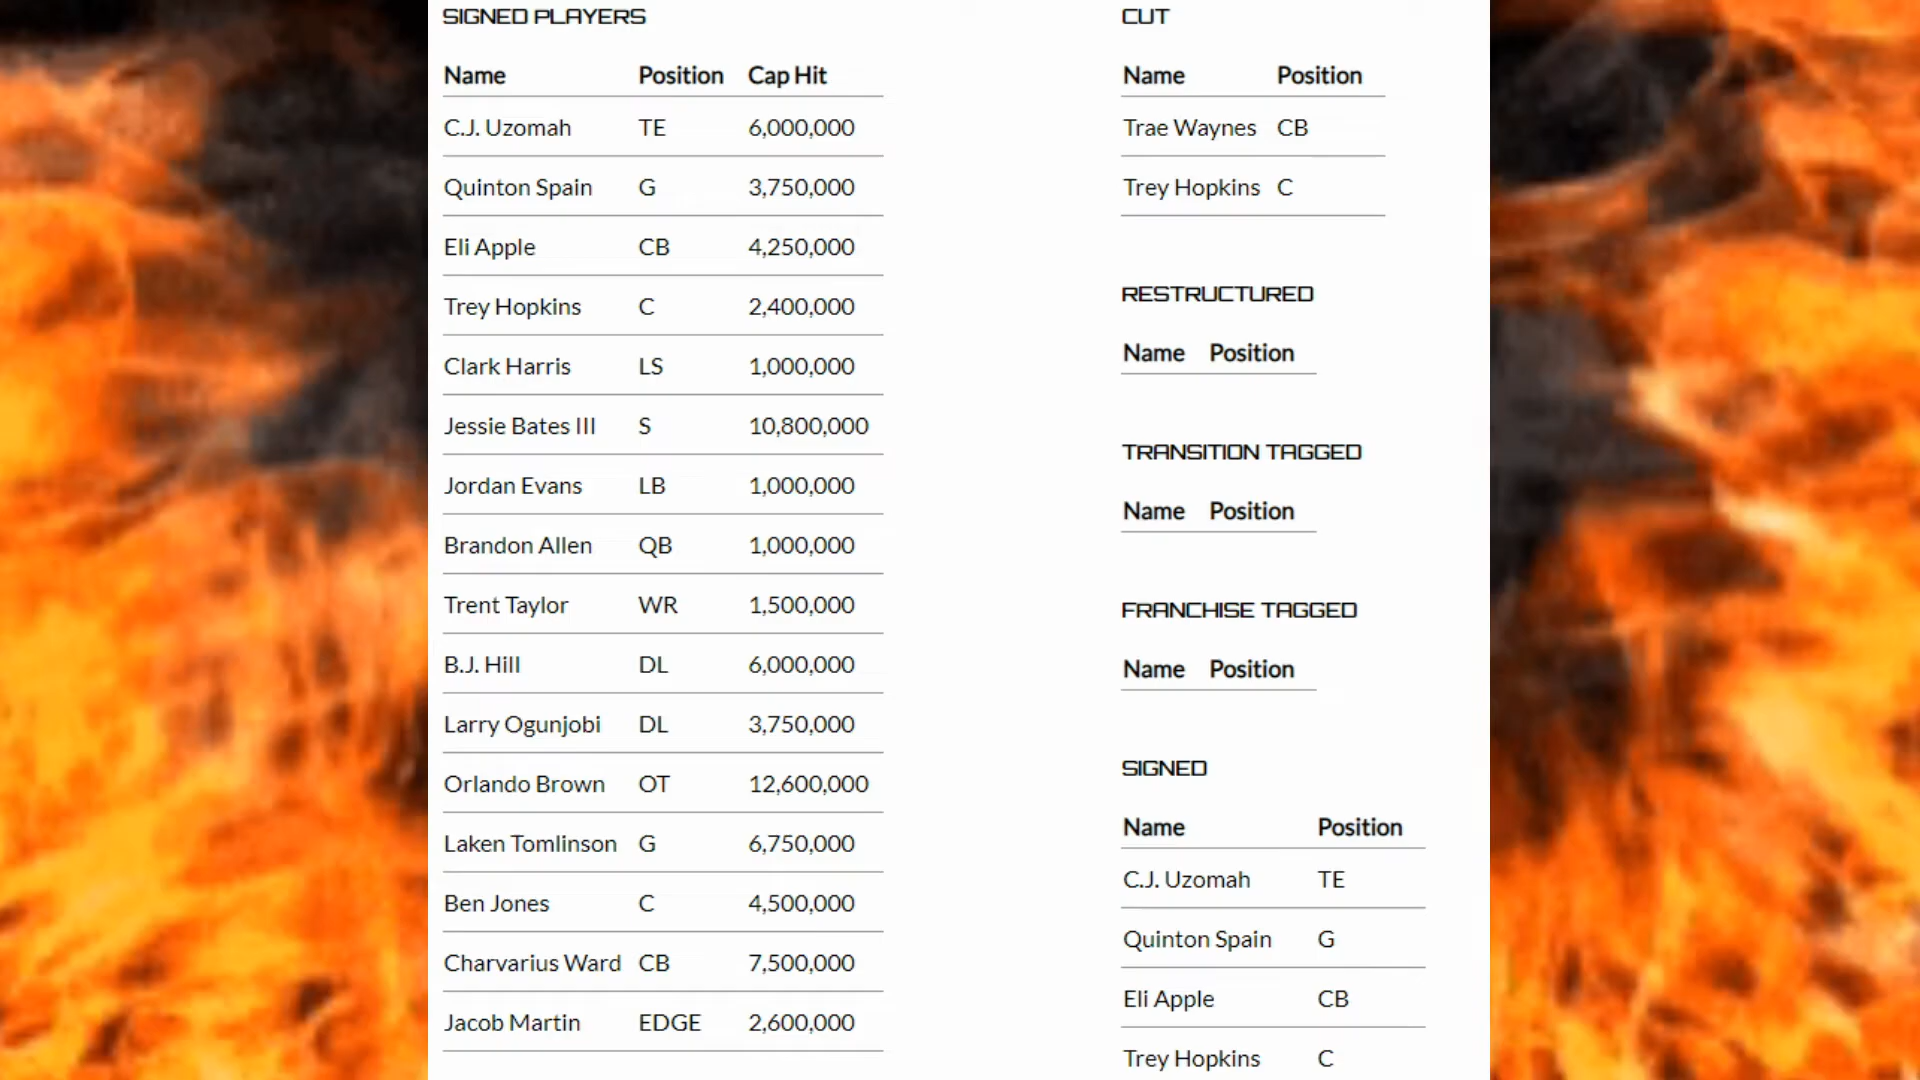 SIGNED PLAYERS
Name Position Cap Hit
C.J. Uzomah TE 6,000,000
Quinton Spain G 3,750,000
Eli Apple CB 4,250,000
Trey Hopkins C 2,400,000
Clark Harris LS 1,000,000
Jessie Bates III S 10,800,000
Jordan Evans LB 1,000,000
Brandon Allen QB 1,000,000
Trent Taylor WR 1,500,000
B.J. Hill DL 6,000,000
Larry Ogunjobi DL 3,750,000
Orlando Brown OT 12,600,000
Laken Tomlinson G 6,750,000
Ben Jones C 4,500,000
Charvarius Ward CB 7,500,000
Jacob Martin EDGE 2,600,000
CUT
Name Position
Trae Waynes CB
Trey Hopkins C
RESTRUCTURED
Name Position
TRANSITION TAGGED
Name Position
FRANCHISE TAGGED
Name Position
SIGNED
Name Position
C.J. Uzomah TE
Quinton Spain G
Eli Apple CB
Trey Hopkins C